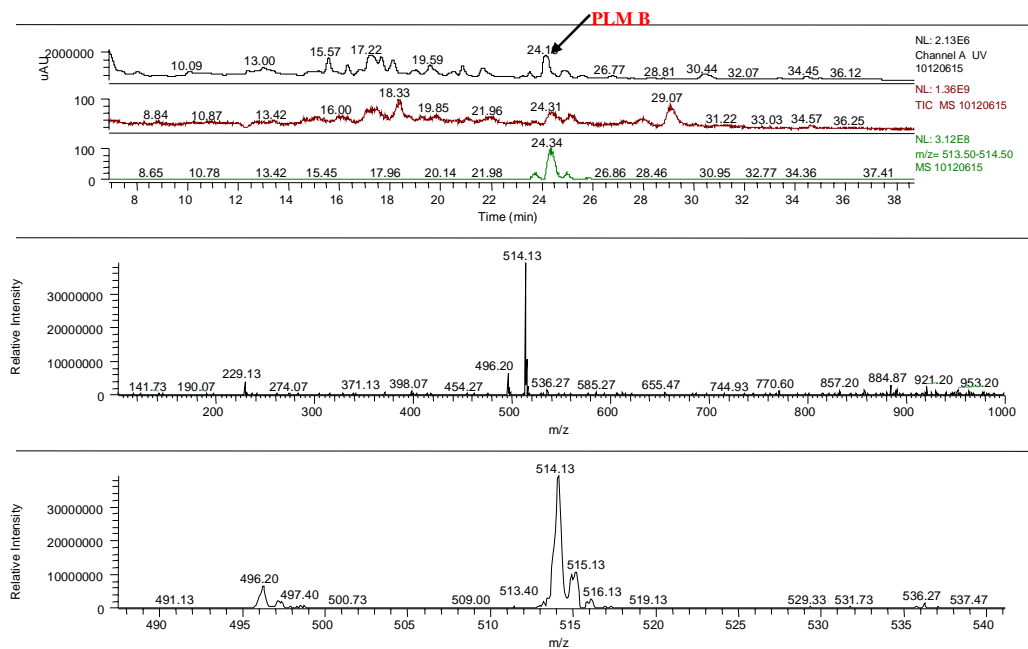 PLM B
2000000
uAU
10.09 13.00 15.57 17.22 19.59 24.1 26.77 28.81 30.44 32.07 34.45 36.12
NL: 2.13E6
Channel A UV
10120615
100
0
8.84 10.87 13.42 16.00 18.33 19.85 21.96 24.31 29.07 31.22 33.03 34.57 36.25
NL: 1.36E9
TIC MS 10120615
100
0
8.65 10.78 13.42 15.45 17.96 20.14 21.98 24.34 26.86 28.46 30.95 32.77 34.36 37.41
NL: 3.12E8
m/z= 513.50-514.50
MS 10120615
8 10 12 14 16 18 20 22 24 26 28 30 32 34 36 38
Time (min)
Relative Intensity
30000000
20000000
10000000
0
141.73 190.07 229.13 274.07 371.13 398.07 454.27 496.20 514.13 536.27 585.27 655.47 744.93 770.60 857.20 884.87 921.20 953.20
200 300 400 500 600 700 800 900 1000
m/z
Relative Intensity
30000000
20000000
10000000
0
491.13 496.20 497.40 500.73 509.00 513.40 514.13 515.13 516.13 519.13 529.33 531.73 536.27 537.47
490 495 500 505 510 515 520 525 530 535 540
m/z